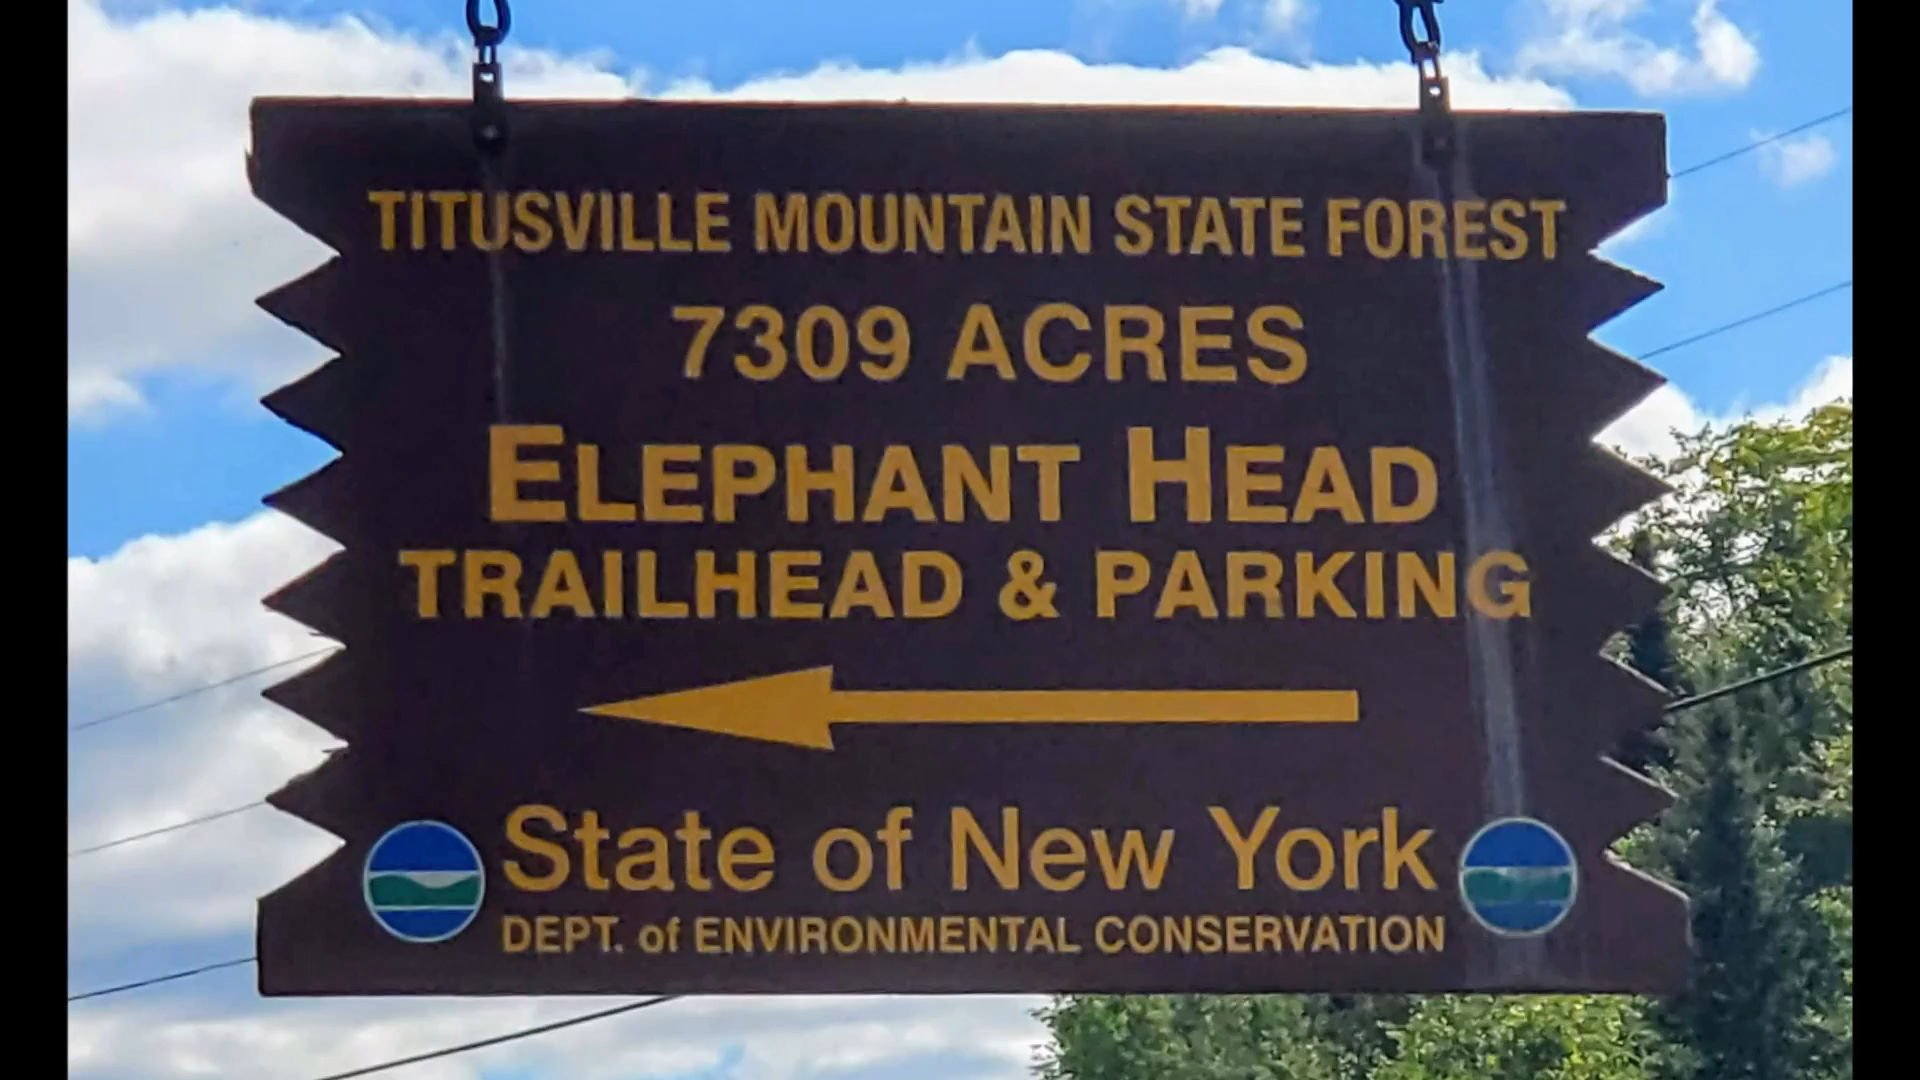 TITUSVILLE MOUNTAIN STATE FOREST
7309 ACRES
ELEPHANT HEAD
TRAILHEAD & PARKING
State of New York
DEPT. of ENVIRONMENTAL CONSERVATION